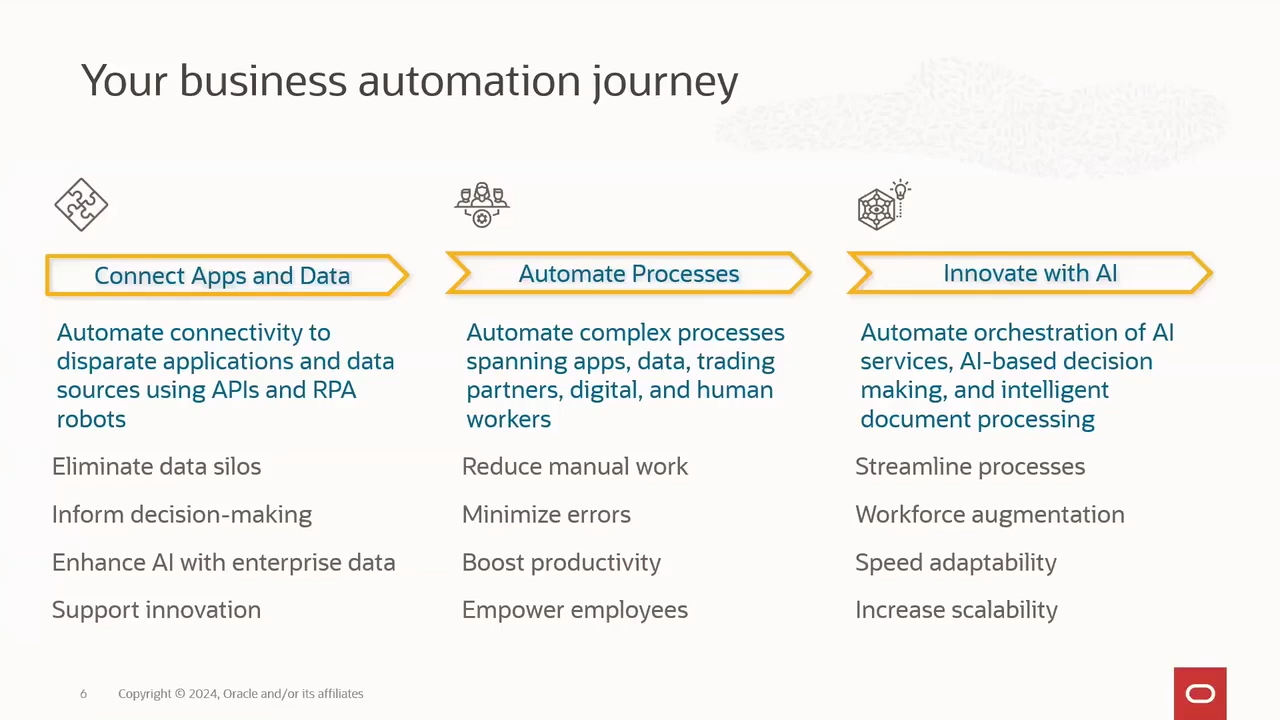 Your business automation journey
Connect Apps and Data
Automate connectivity to
disparate applications and data
sources using APIs and RPA
robots
Eliminate data silos
Inform decision-making
Enhance AI with enterprise data
Support innovation
Automate Processes
Automate complex processes
spanning apps, data, trading
partners, digital, and human
workers
Reduce manual work
Minimize errors
Boost productivity
Empower employees
Innovate with AI
Automate orchestration of AI
services, AI-based decision
making, and intelligent
document processing
Streamline processes
Workforce augmentation
Speed adaptability
Increase scalability
6 Copyright © 2024, Oracle and/or its affiliates